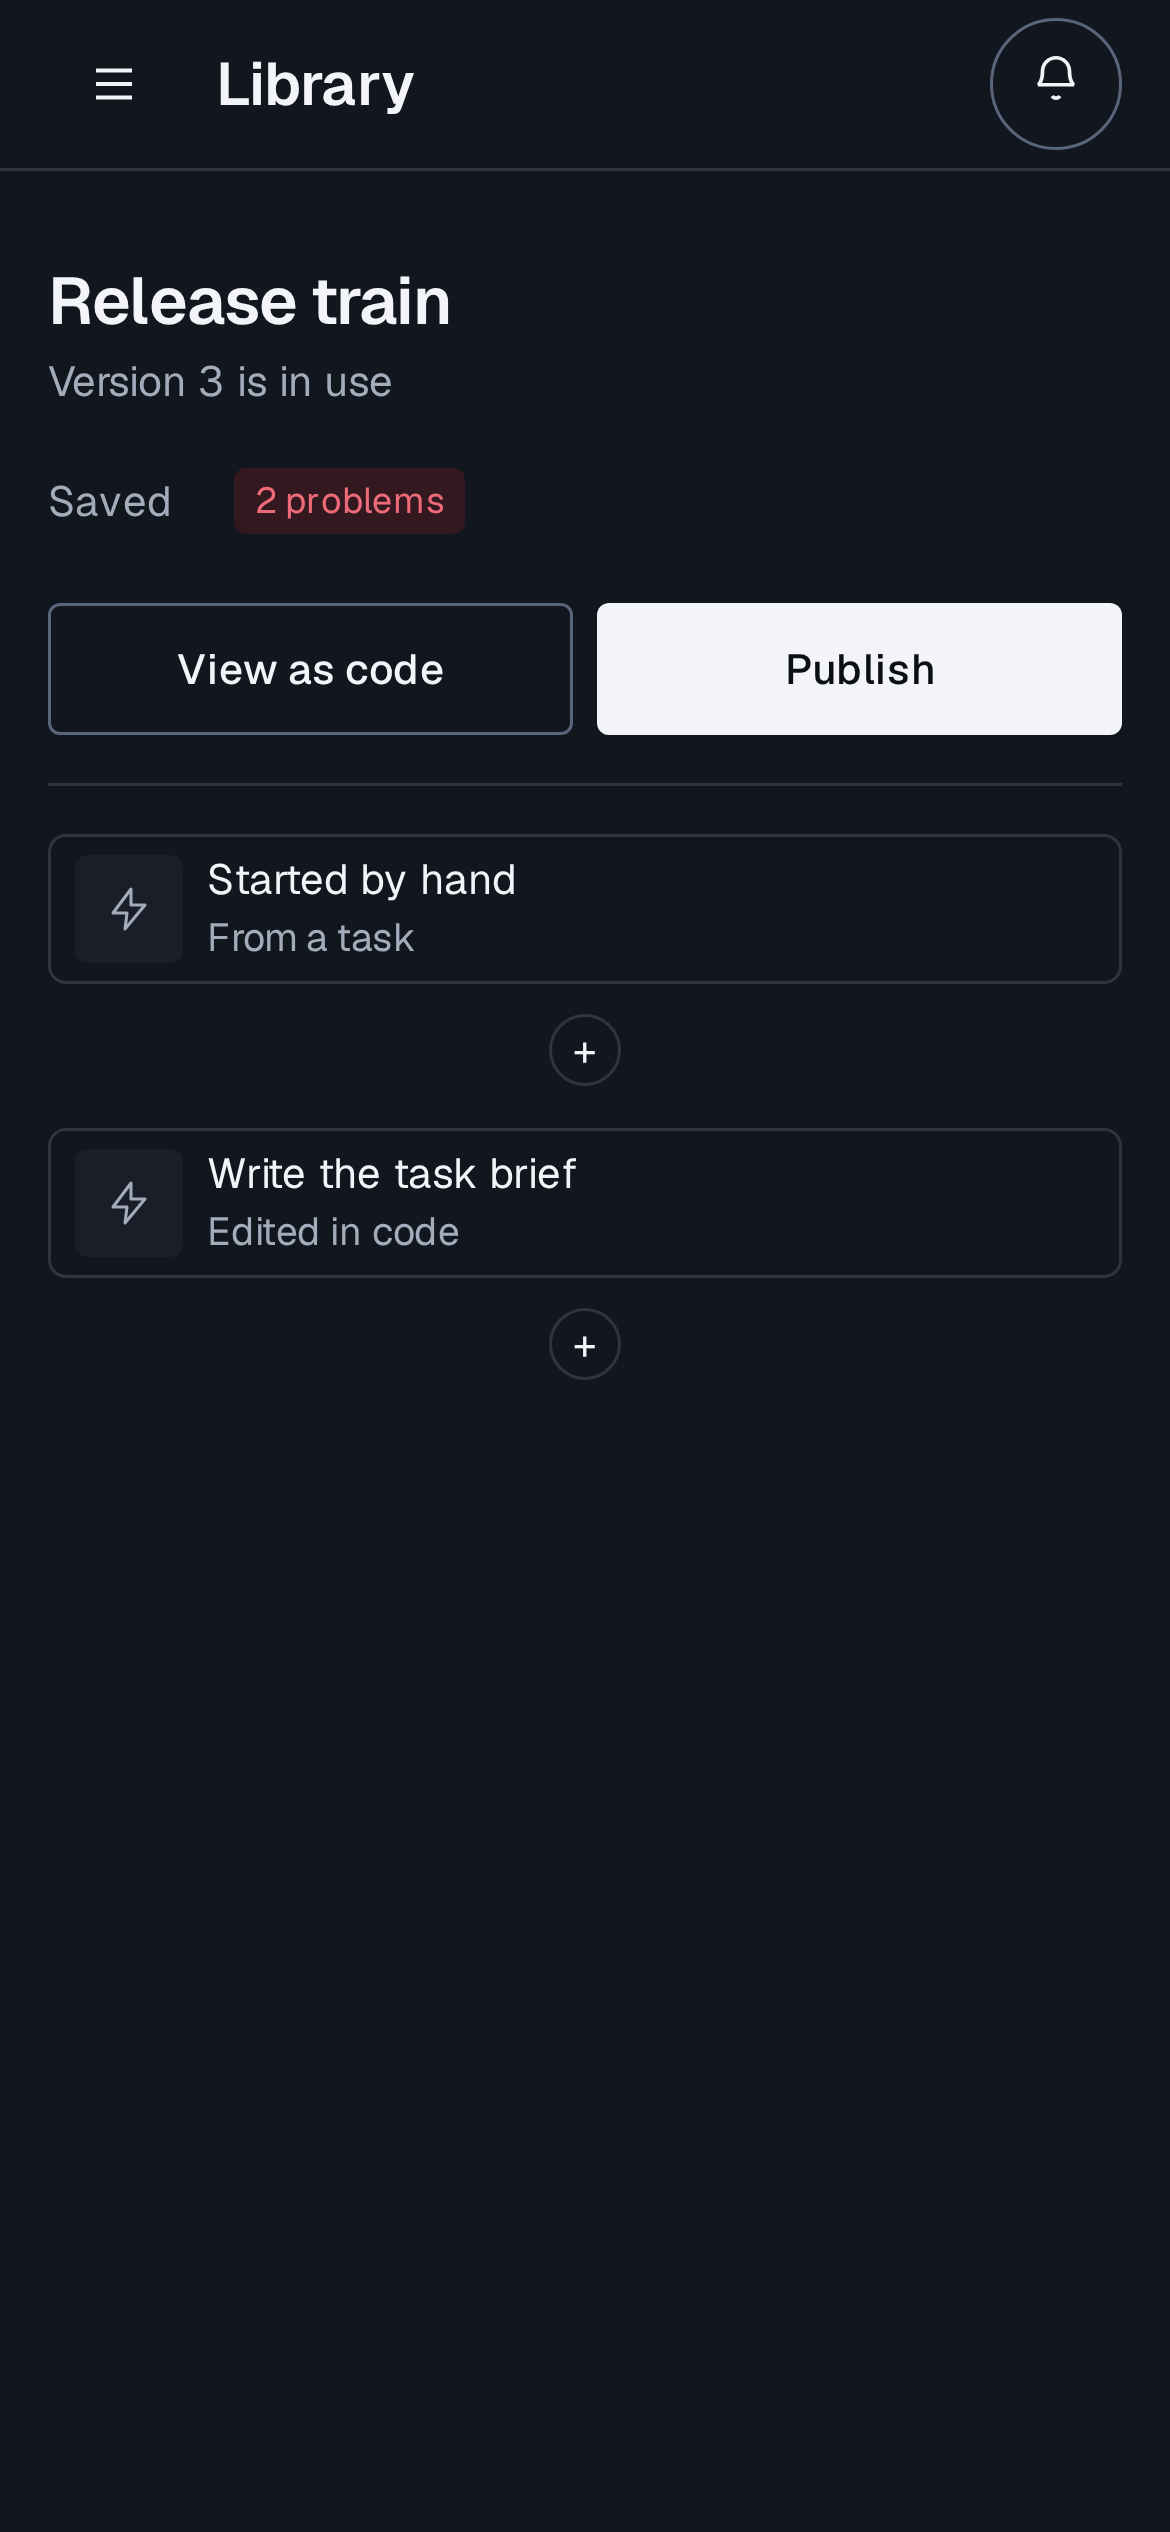 Library
Release train
Version 3 is in use
Saved
2 problems
View as code
Publish
Started by hand
From a task
+
Write the task brief
Edited in code
+